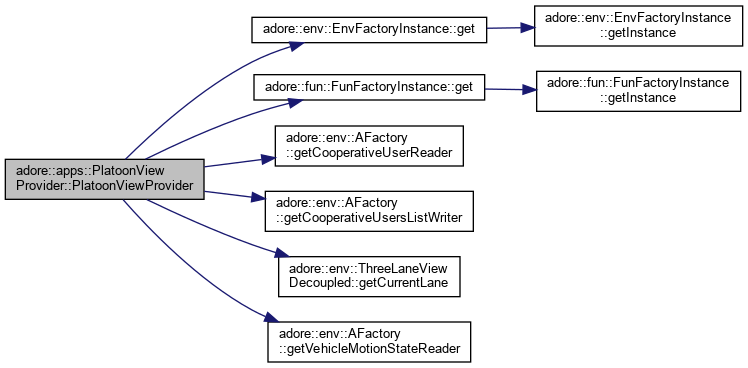 adore::env::EnvFactoryInstance::get
adore::env::EnvFactoryInstance
::getInstance
adore::fun::FunFactoryInstance::get
adore::fun::FunFactoryInstance
::getInstance
adore::env::AFactory
::getCooperativeUserReader
adore::apps::PlatoonView
Provider::PlatoonViewProvider
adore::env::AFactory
::getCooperativeUsersListWriter
adore::env::ThreeLaneView
Decoupled::getCurrentLane
adore::env::AFactory
::getVehicleMotionStateReader